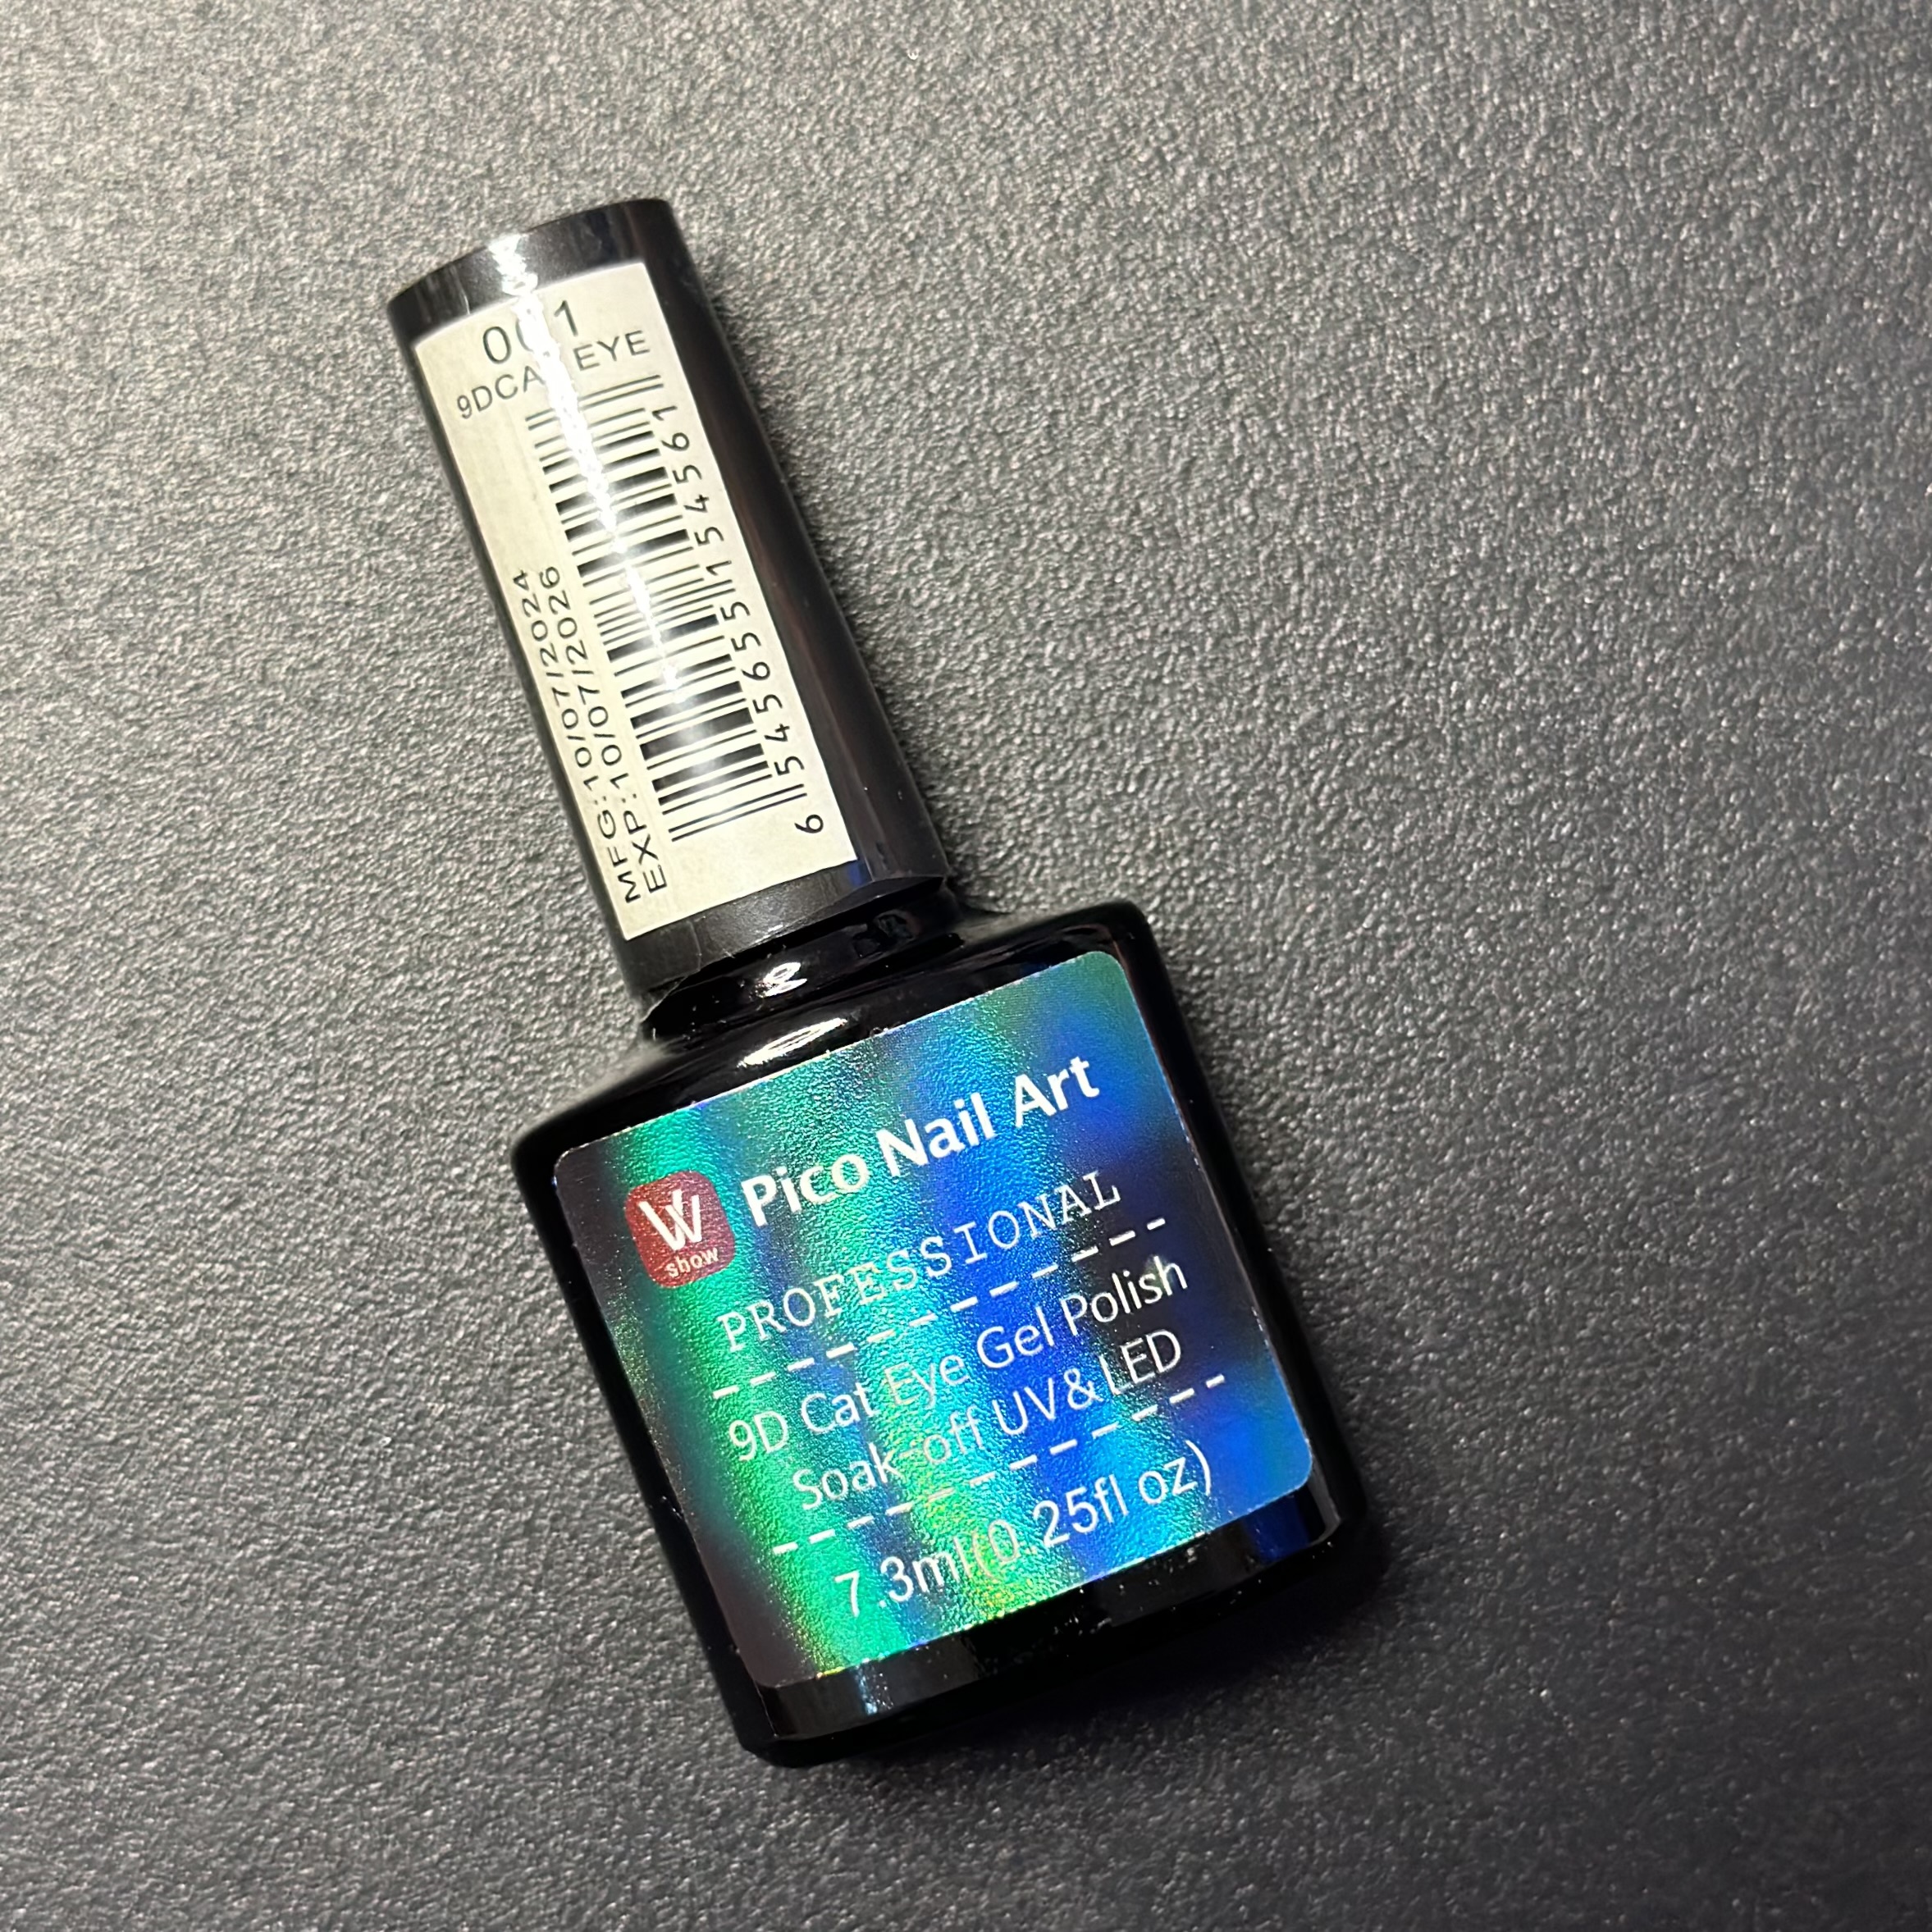 001
9DCAT EYE
MFG:10/07/2024
EXP:10/07/2026
6 545655 154561
W
show
Pico Nail Art
PROFESSIONAL
9D Cat Eye Gel Polish
Soak-off UV&LED
7.3ml(0.25fl oz)